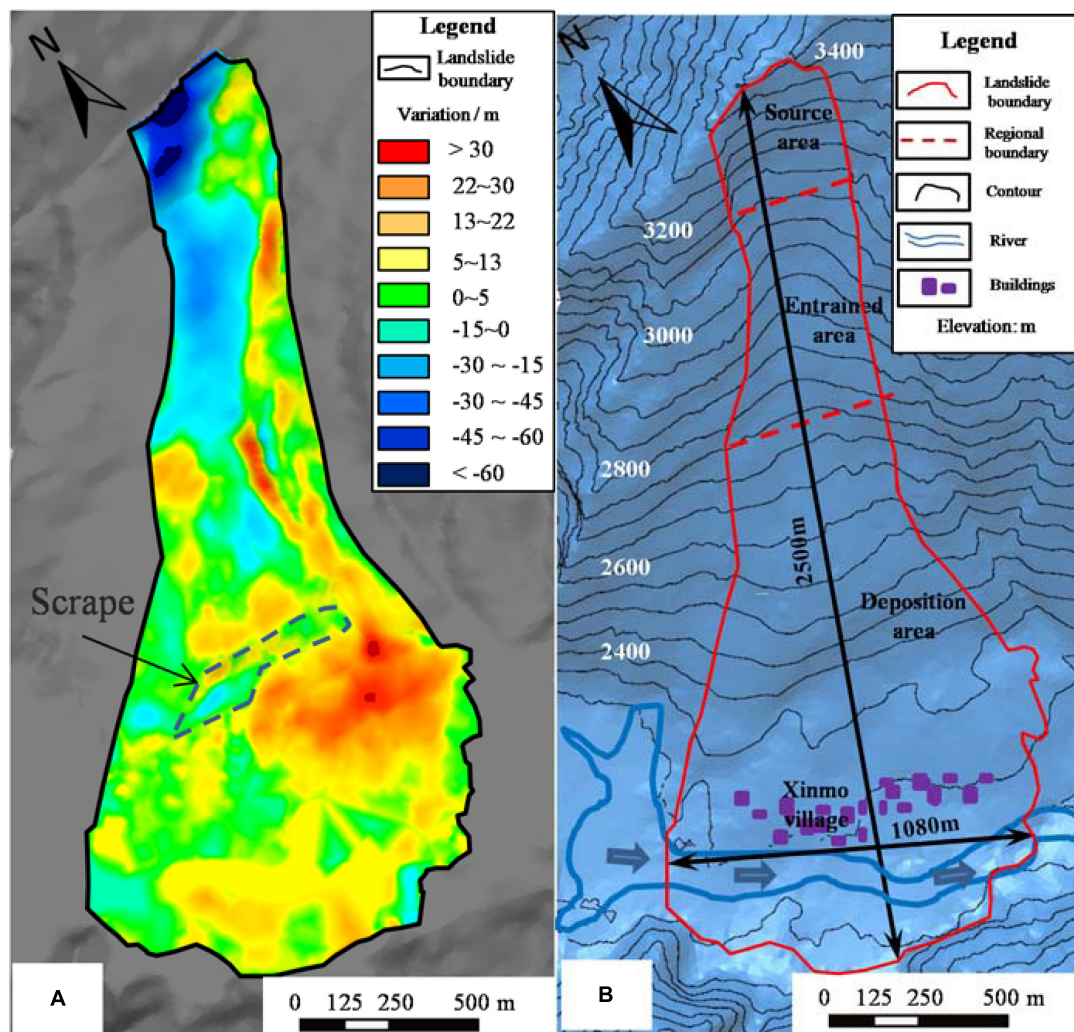 N
Legend
Landslide
boundary
Variation / m
> 30
22~30
13~22
5~13
0~5
-15~0
-30 ~ -15
-30 ~ -45
-45 ~ -60
< -60
Scrape
A
0 125 250 500 m
N
3400
Source
area
3200
Entrained
area
3000
2800
2500m
2600
Deposition
area
2400
Xinmo
village
1080m
Legend
Landslide
boundary
Regional
boundary
Contour
River
Buildings
Elevation: m
B
0 125 250 500 m